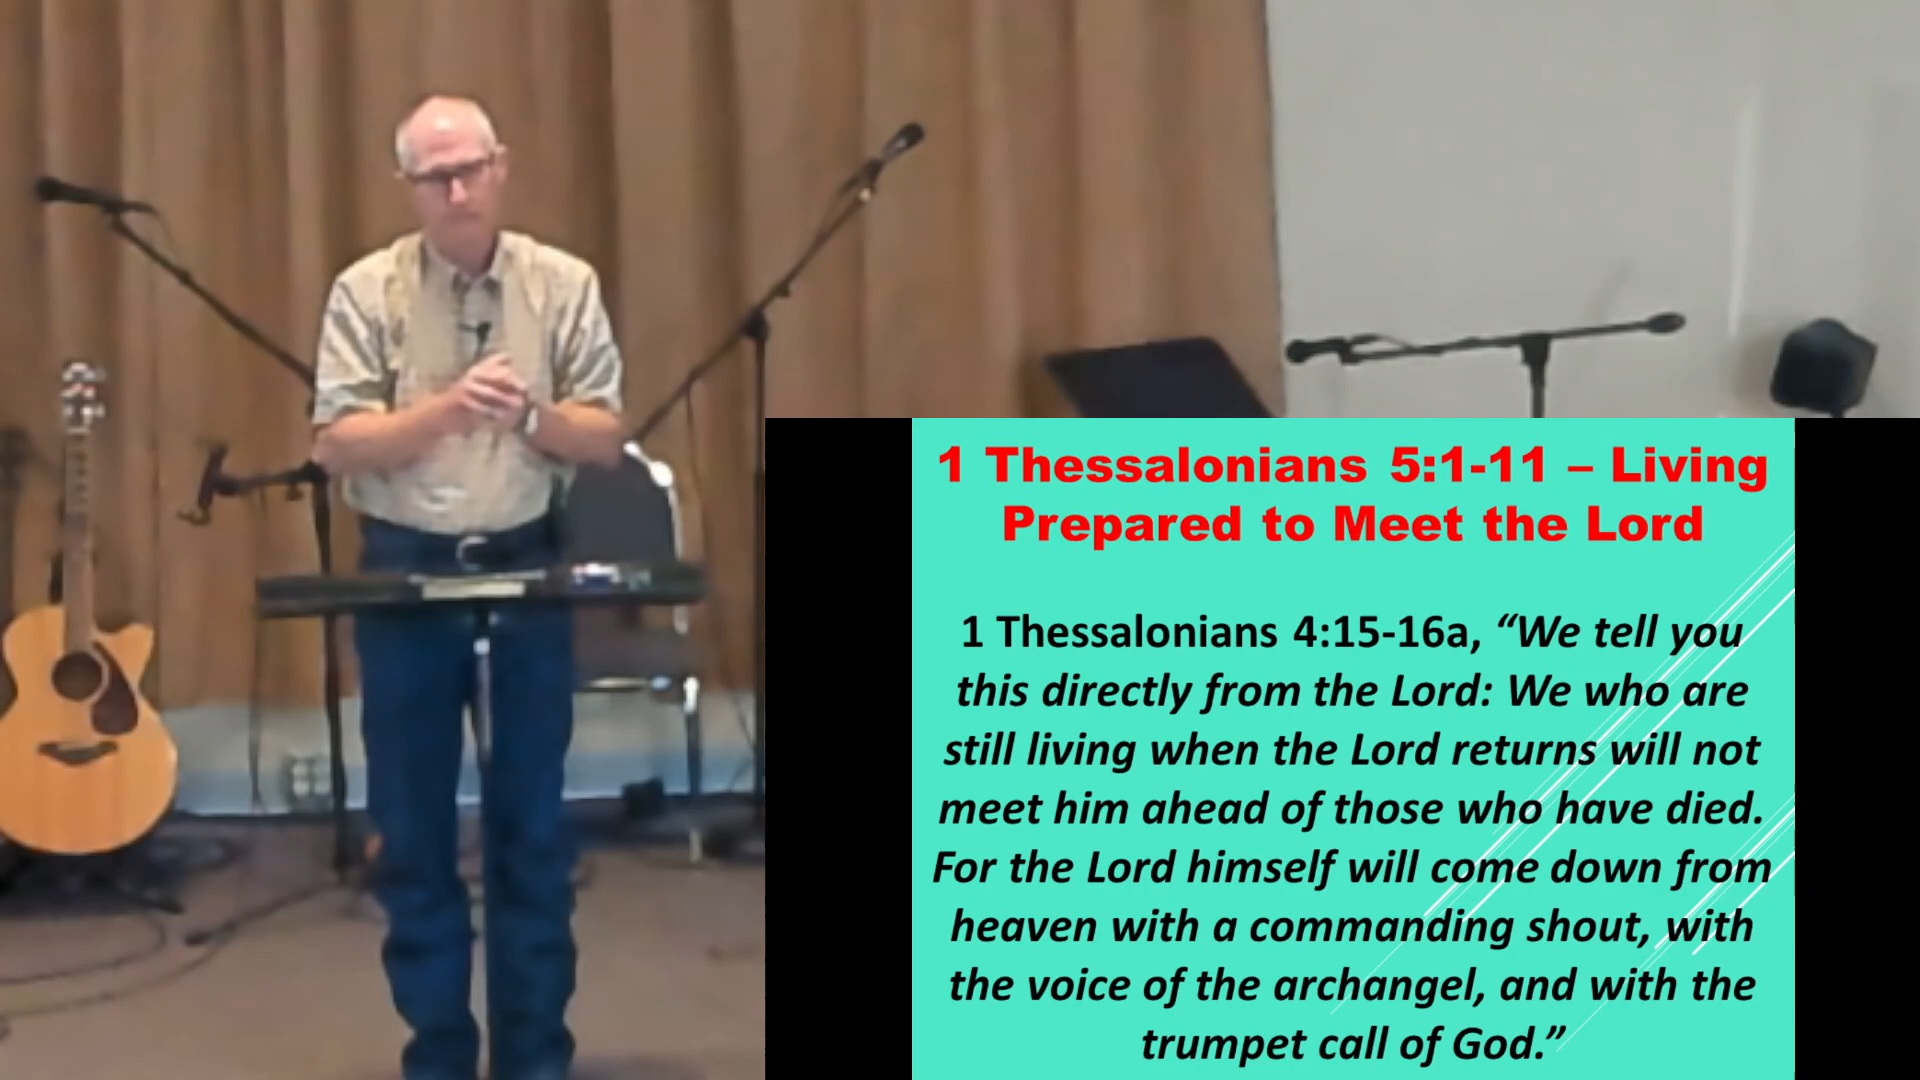 1 Thessalonians 5:1-11 – Living
Prepared to Meet the Lord
1 Thessalonians 4:15-16a, “We tell you
this directly from the Lord: We who are
still living when the Lord returns will not
meet him ahead of those who have died.
For the Lord himself will come down from
heaven with a commanding shout, with
the voice of the archangel, and with the
trumpet call of God.”